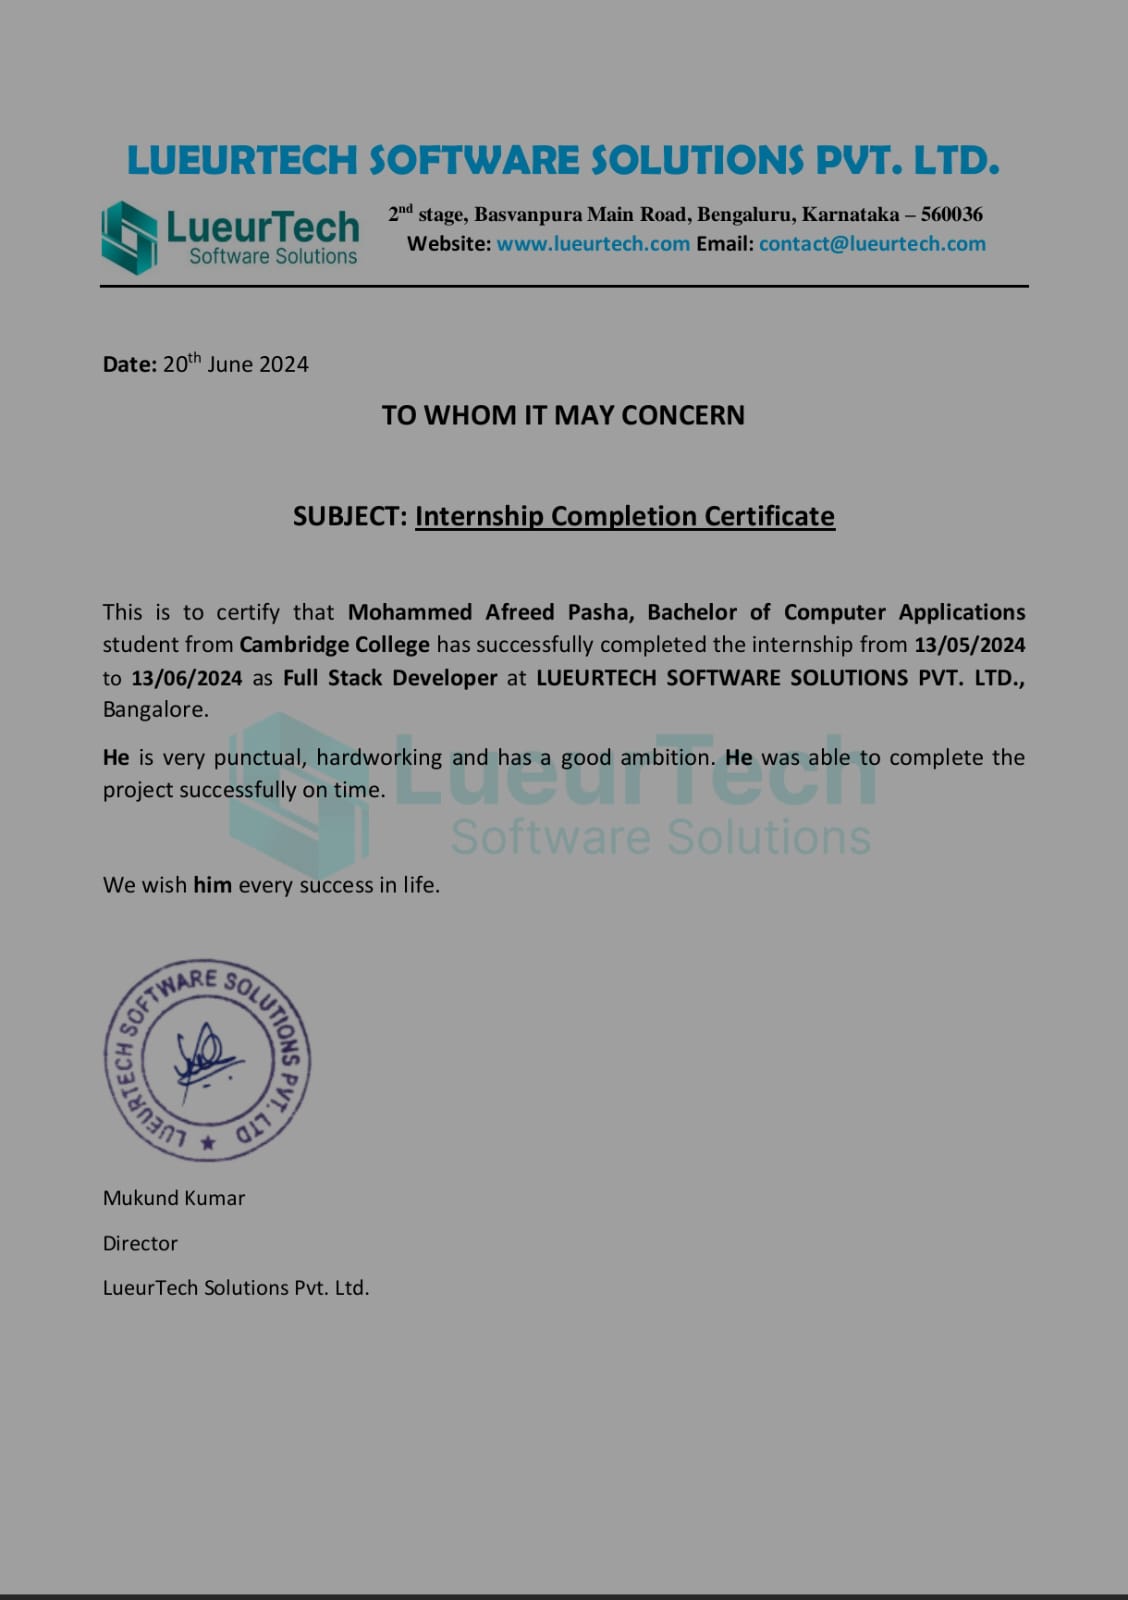 LUEURTECH SOFTWARE SOLUTIONS PVT. LTD.
LueurTech
Software Solutions
2nd stage, Basvanpura Main Road, Bengaluru, Karnataka – 560036
Website: www.lueurtech.com Email: contact@lueurtech.com
Date: 20th June 2024
TO WHOM IT MAY CONCERN
SUBJECT: Internship Completion Certificate
This is to certify that Mohammed Afreed Pasha, Bachelor of Computer Applications
student from Cambridge College has successfully completed the internship from 13/05/2024
to 13/06/2024 as Full Stack Developer at LUEURTECH SOFTWARE SOLUTIONS PVT. LTD.,
Bangalore.
He is very punctual, hardworking and has a good ambition. He was able to complete the
project successfully on time.
LueurTech
Software Solutions
We wish him every success in life.
LUEURTECH SOFTWARE SOLUTIONS PVT. LTD
Mukund Kumar
Director
LueurTech Solutions Pvt. Ltd.